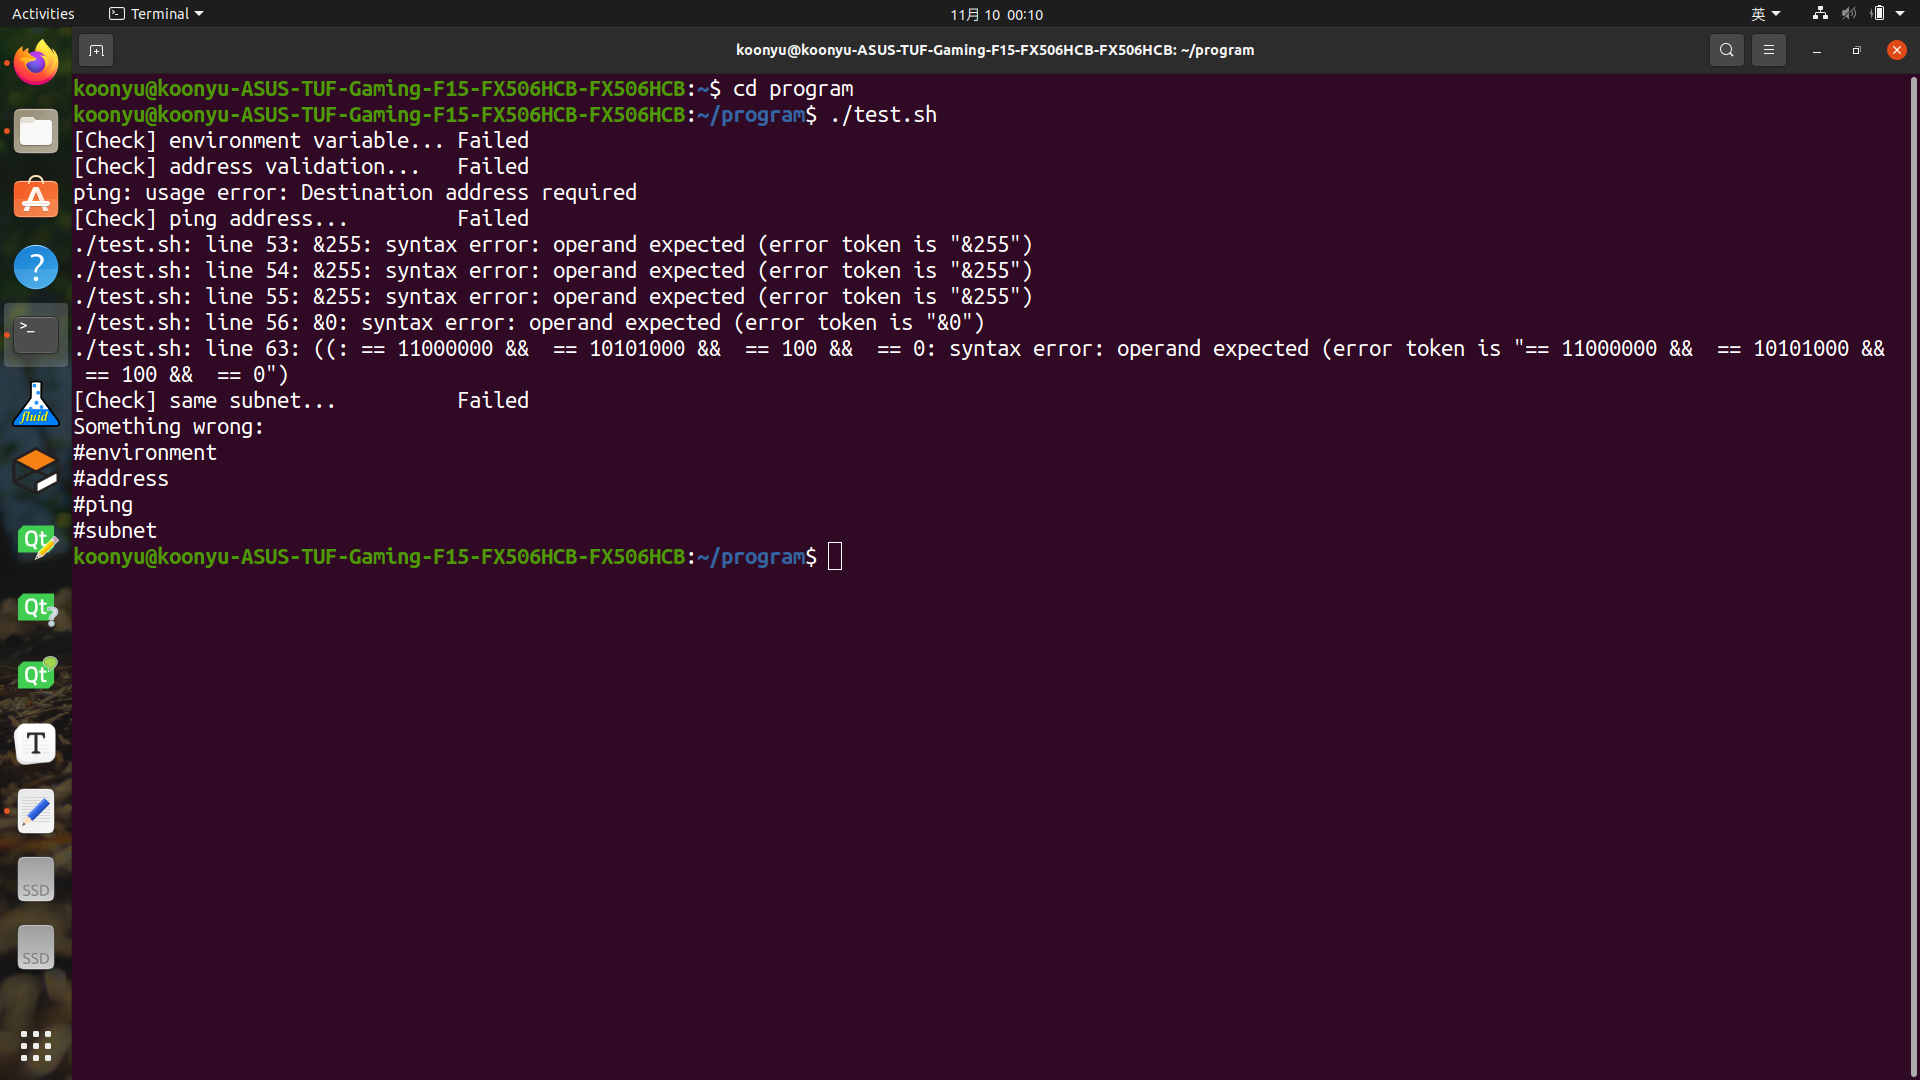 Activities
Terminal
11月 10 00:10
英
koonyu@koonyu-ASUS-TUF-Gaming-F15-FX506HCB-FX506HCB: ~/program
koonyu@koonyu-ASUS-TUF-Gaming-F15-FX506HCB-FX506HCB:~$ cd program
koonyu@koonyu-ASUS-TUF-Gaming-F15-FX506HCB-FX506HCB:~/program$ ./test.sh
[Check] environment variable... Failed
[Check] address validation...   Failed
ping: usage error: Destination address required
[Check] ping address...         Failed
./test.sh: line 53: &255: syntax error: operand expected (error token is "&255")
./test.sh: line 54: &255: syntax error: operand expected (error token is "&255")
./test.sh: line 55: &255: syntax error: operand expected (error token is "&255")
./test.sh: line 56: &0: syntax error: operand expected (error token is "&0")
./test.sh: line 63: ((: == 11000000 &&  == 10101000 &&  == 100 &&  == 0: syntax error: operand expected (error token is "== 11000000 &&  == 10101000 &&
 == 100 &&  == 0")
[Check] same subnet...          Failed
Something wrong:
#environment
#address
#ping
#subnet
koonyu@koonyu-ASUS-TUF-Gaming-F15-FX506HCB-FX506HCB:~/program$
?
>_
fluid
Qt
Qt
?
Qt
T
SSD
SSD